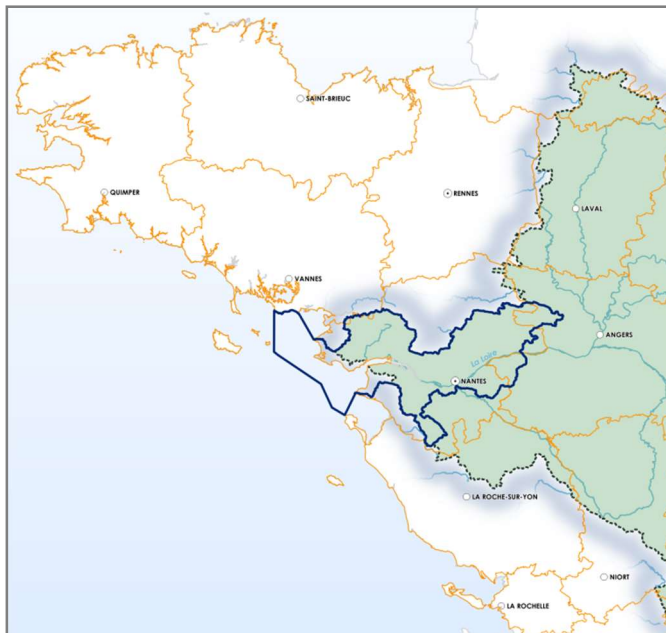 SAINT-BRIEUC
QUIMPER
RENNES
LAVAL
VANNES
ANGERS
La Loire
NANTES
LA ROCHE-SUR-YON
NIORT
LA ROCHELLE